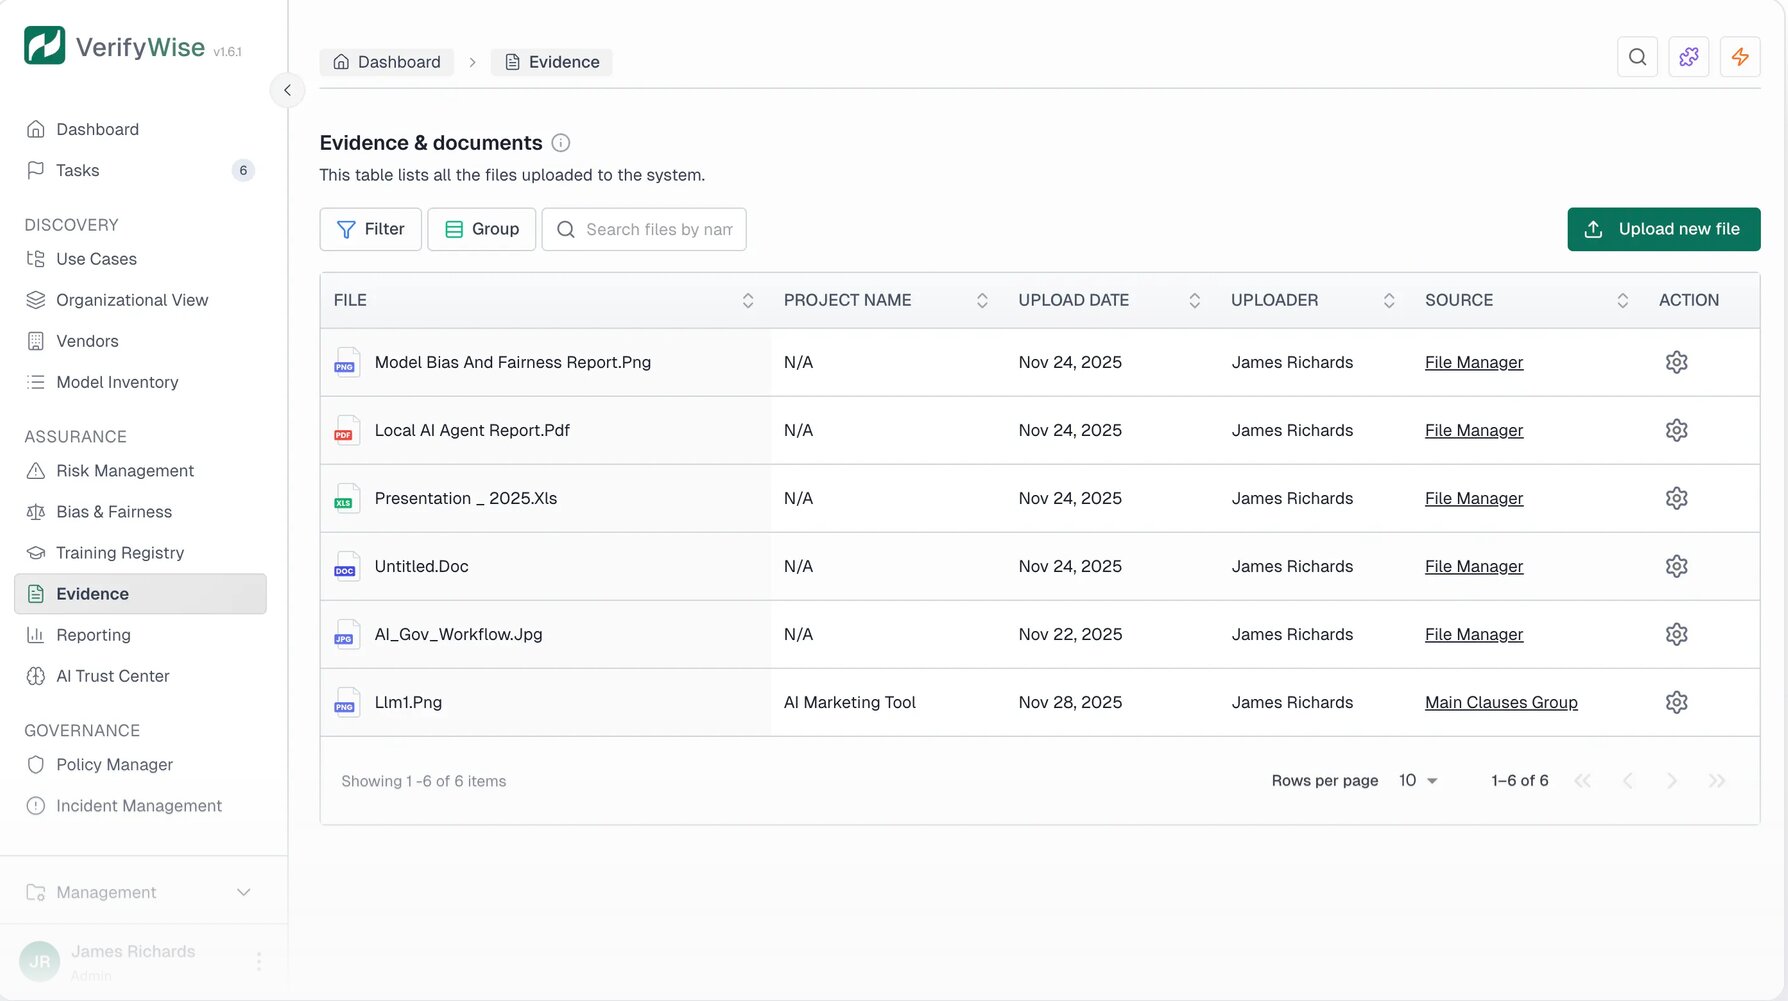 VerifyWise v1.6.1
Dashboard
Tasks 6
DISCOVERY
Use Cases
Organizational View
Vendors
Model Inventory
ASSURANCE
Risk Management
Bias & Fairness
Training Registry
Evidence
Reporting
AI Trust Center
GOVERNANCE
Policy Manager
Incident Management
Management
JR James Richards
Admin
Dashboard > Evidence
Evidence & documents
This table lists all the files uploaded to the system.
Filter Group Search files by nam Upload new file
FILE PROJECT NAME UPLOAD DATE UPLOADER SOURCE ACTION
PNG Model Bias And Fairness Report.Png N/A Nov 24, 2025 James Richards File Manager
PDF Local AI Agent Report.Pdf N/A Nov 24, 2025 James Richards File Manager
XLS Presentation _ 2025.Xls N/A Nov 24, 2025 James Richards File Manager
DOC Untitled.Doc N/A Nov 24, 2025 James Richards File Manager
JPG AI_Gov_Workflow.Jpg N/A Nov 22, 2025 James Richards File Manager
PNG Llm1.Png AI Marketing Tool Nov 28, 2025 James Richards Main Clauses Group
Showing 1 -6 of 6 items Rows per page 10 1–6 of 6